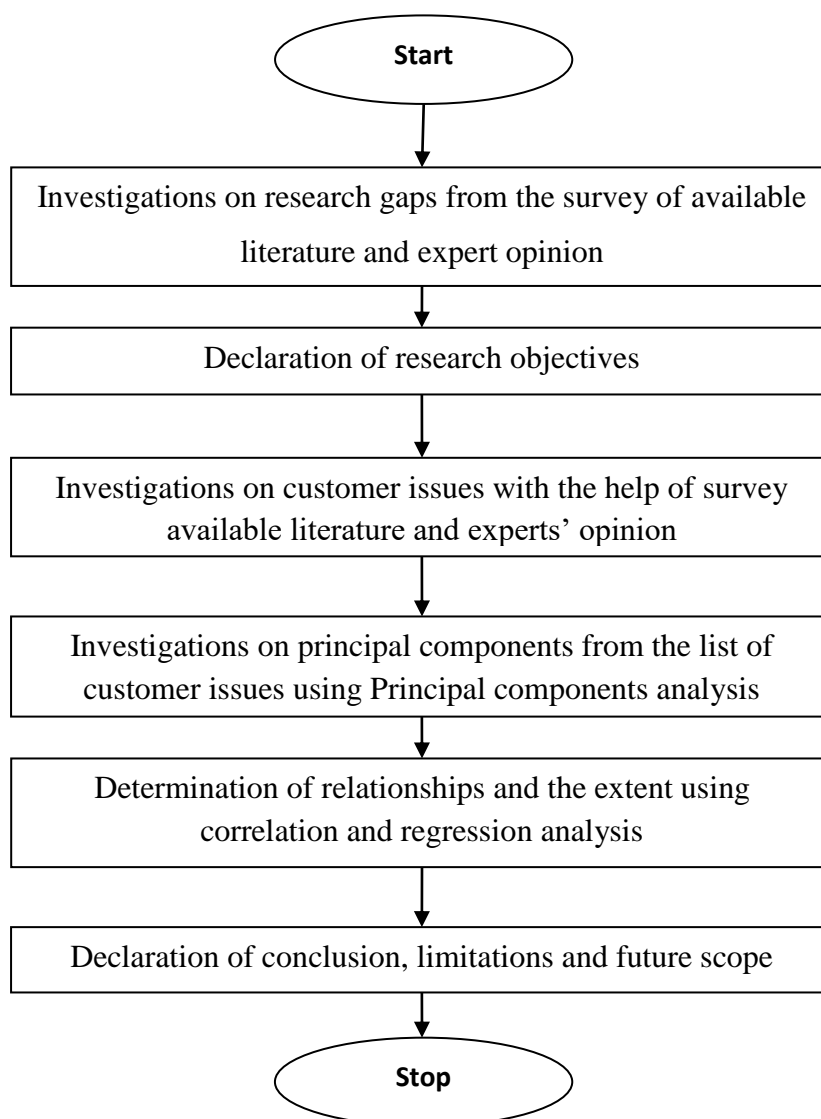 Start
Investigations on research gaps from the survey of available
literature and expert opinion
Declaration of research objectives
Investigations on customer issues with the help of survey
available literature and experts’ opinion
Investigations on principal components from the list of
customer issues using Principal components analysis
Determination of relationships and the extent using
correlation and regression analysis
Declaration of conclusion, limitations and future scope
Stop